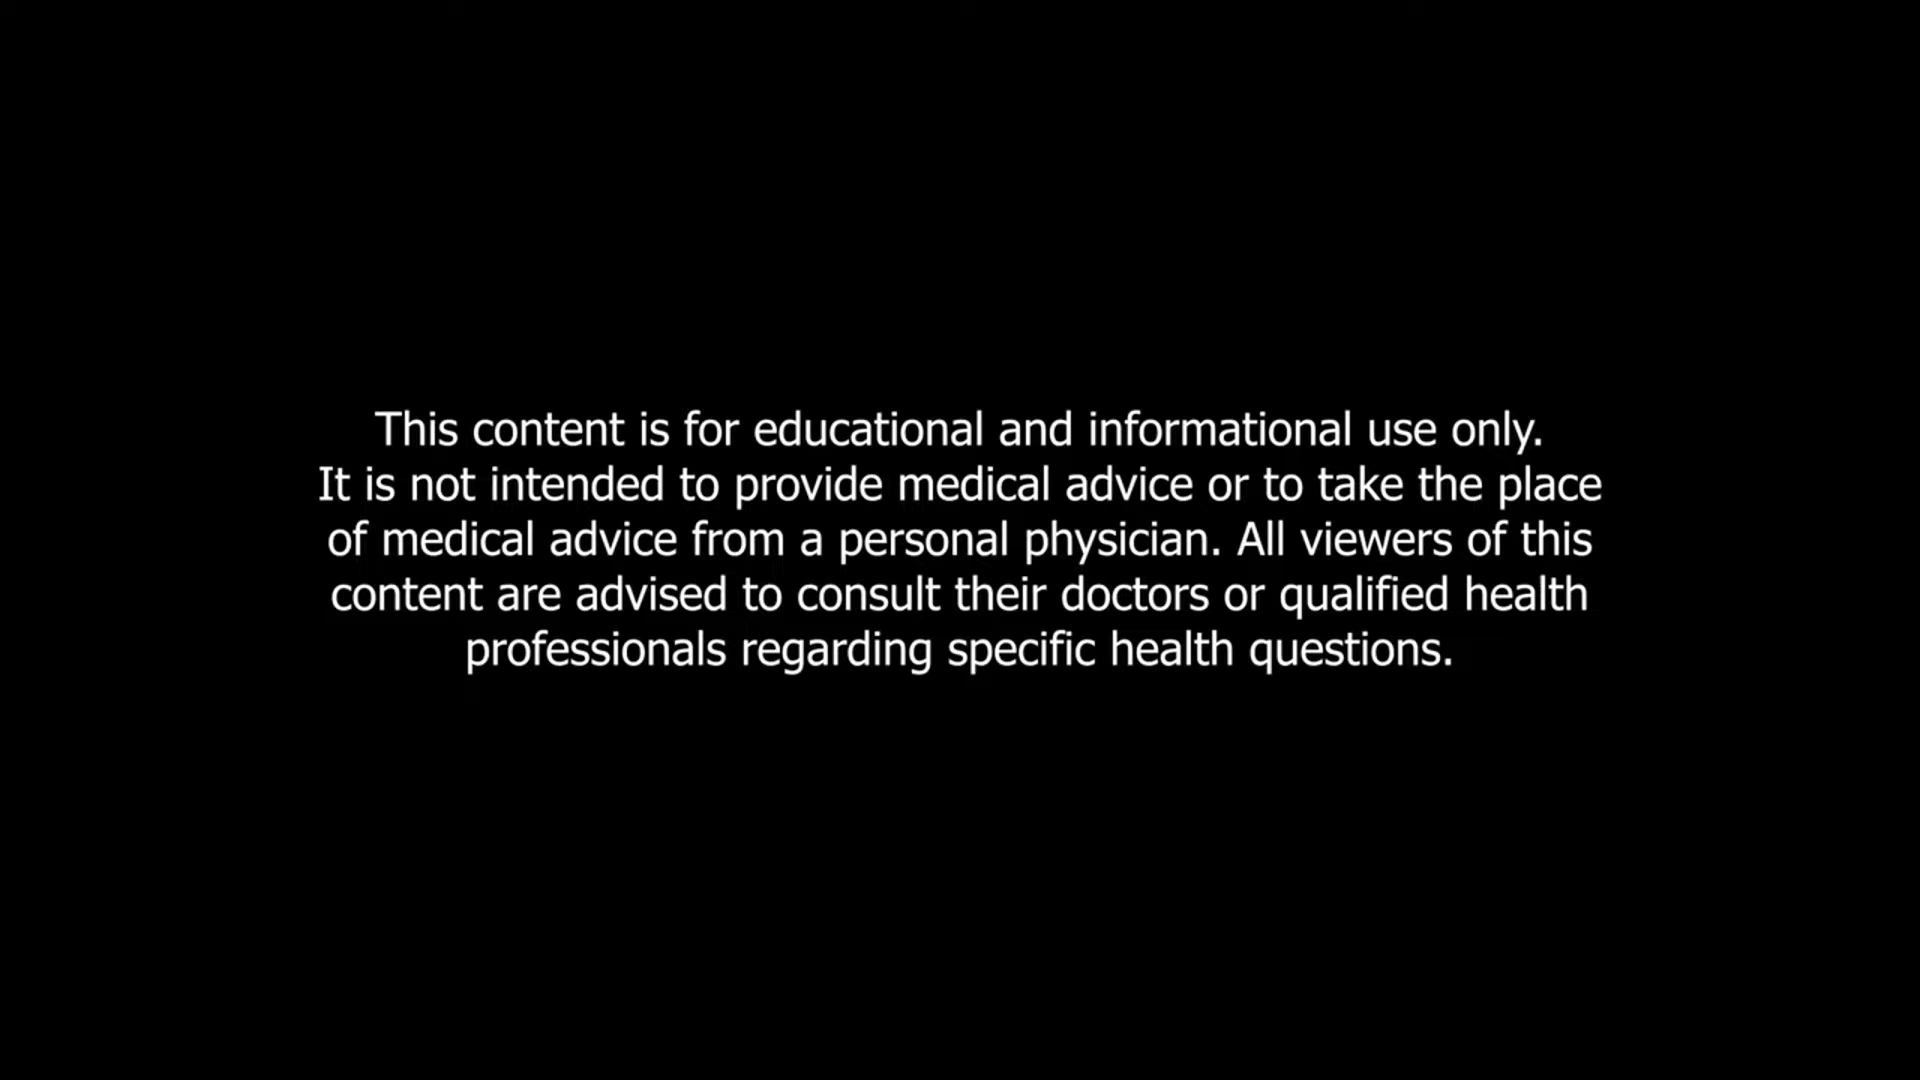 This content is for educational and informational use only.
It is not intended to provide medical advice or to take the place
of medical advice from a personal physician. All viewers of this
content are advised to consult their doctors or qualified health
professionals regarding specific health questions.